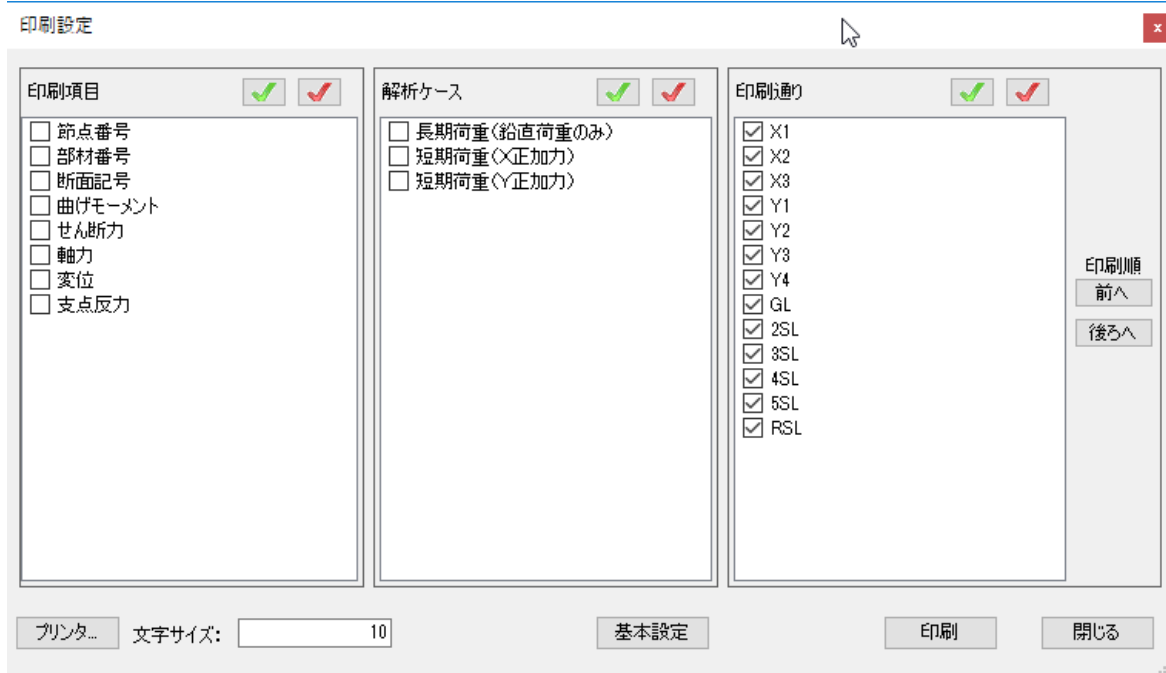 印刷設定
印刷項目
節点番号
部材番号
断面記号
曲げモーメント
せん断力
軸力
変位
支点反力
解析ケース
長期荷重(鉛直荷重のみ)
短期荷重(X正加力)
短期荷重(Y正加力)
印刷通り
X1
X2
X3
Y1
Y2
Y3
Y4
GL
2SL
3SL
4SL
5SL
RSL
印刷順
前へ
後ろへ
プリンタ...
文字サイズ:
10
基本設定
印刷
閉じる